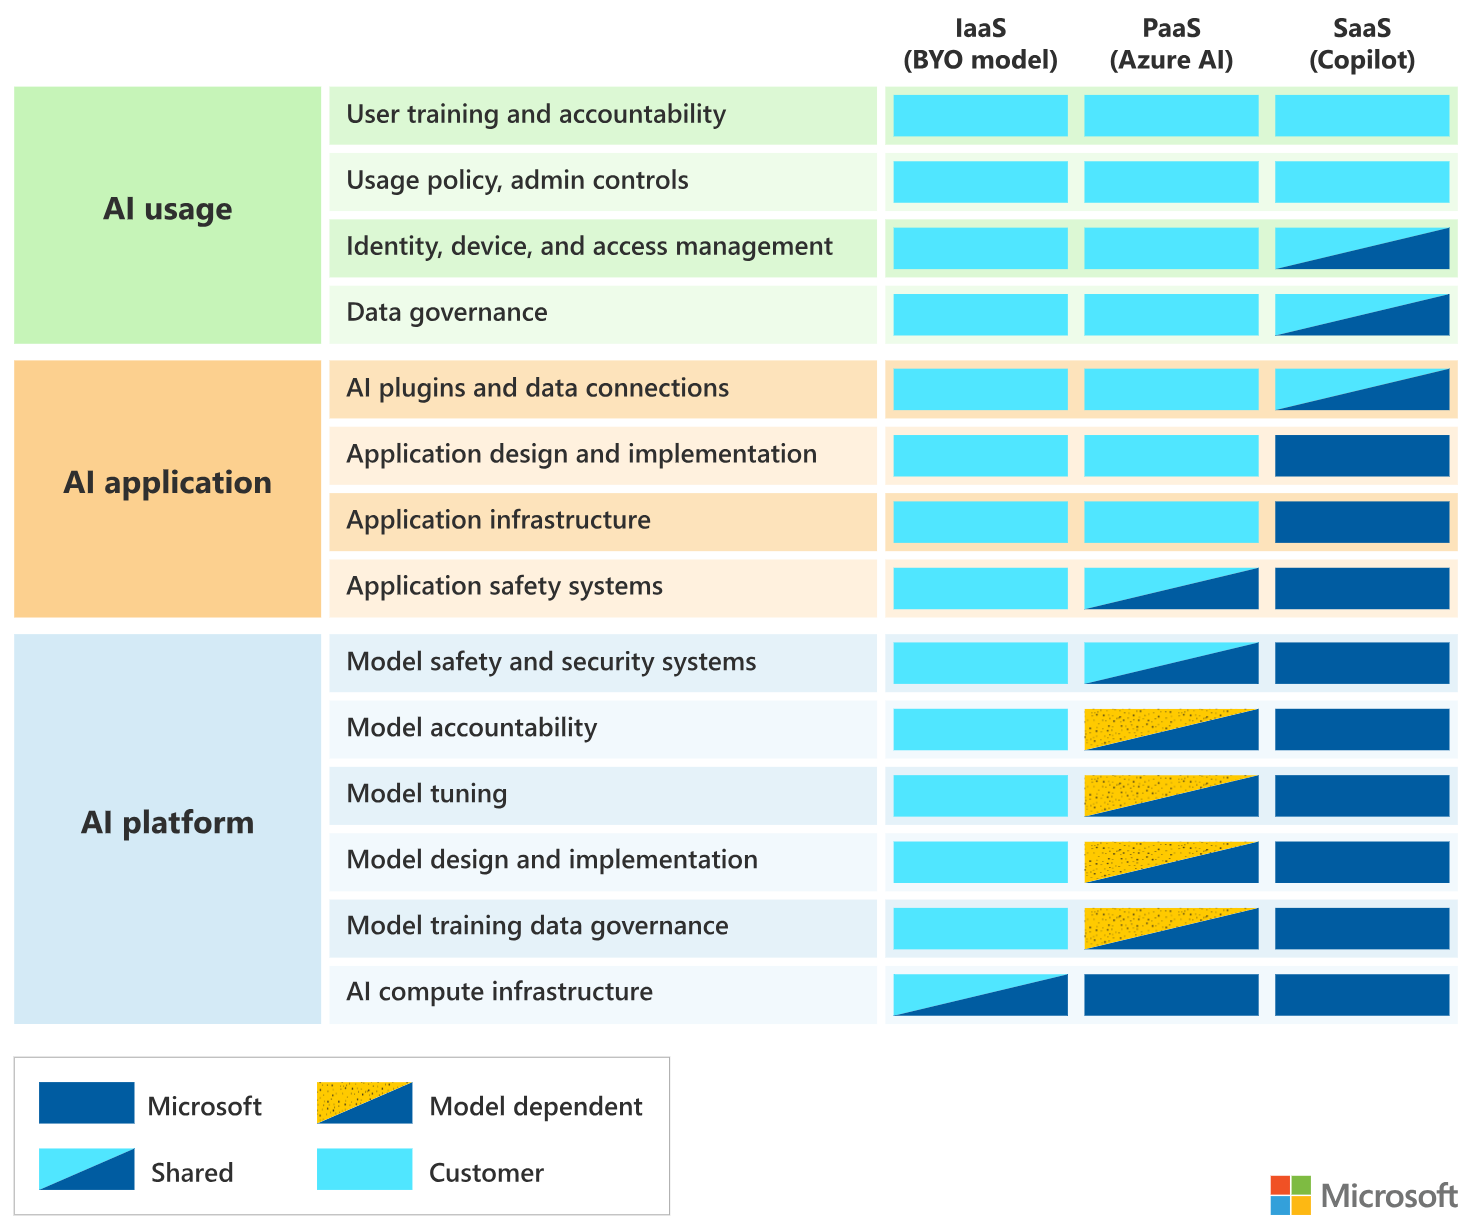 IaaS
(BYO model)
PaaS
(Azure AI)
SaaS
(Copilot)
AI usage
User training and accountability
Usage policy, admin controls
Identity, device, and access management
Data governance
AI application
AI plugins and data connections
Application design and implementation
Application infrastructure
Application safety systems
AI platform
Model safety and security systems
Model accountability
Model tuning
Model design and implementation
Model training data governance
AI compute infrastructure
Microsoft
Model dependent
Shared
Customer
Microsoft